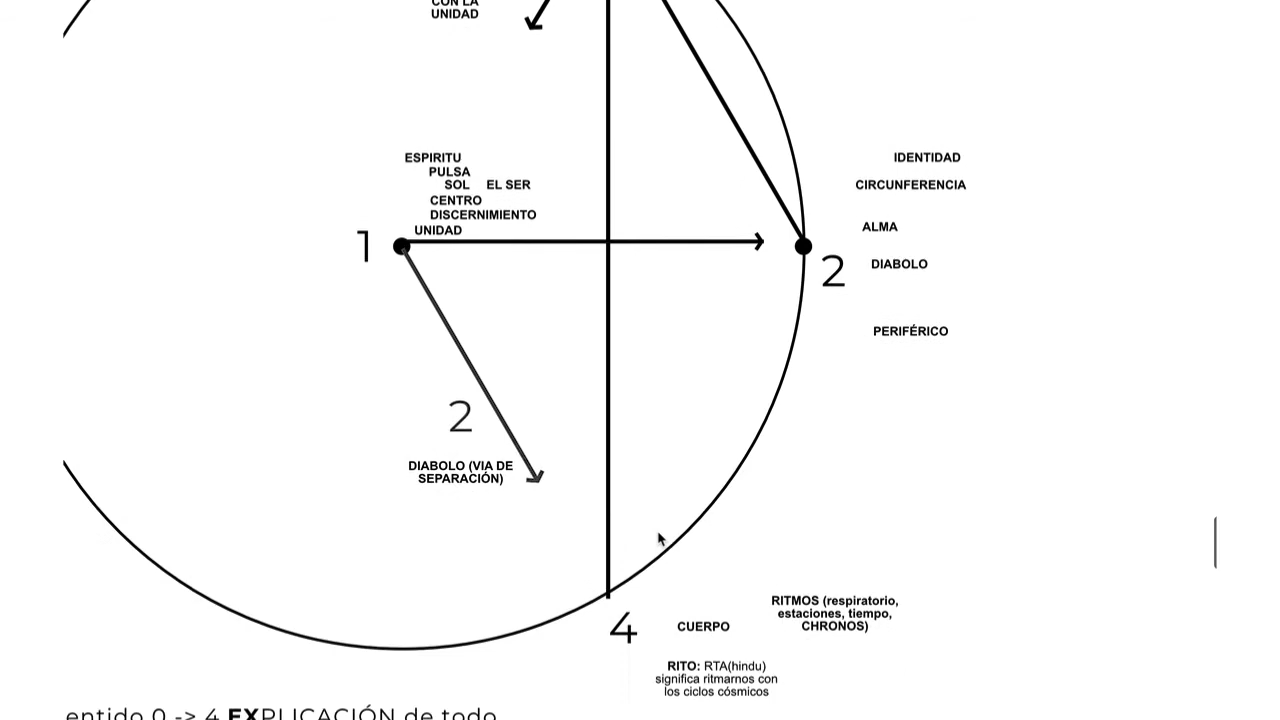 CON LA
UNIDAD
ESPIRITU
PULSA
SOL EL SER
CENTRO
DISCERNIMIENTO
UNIDAD
1
IDENTIDAD
CIRCUNFERENCIA
ALMA
2
DIABOLO
PERIFÉRICO
2
DIABOLO (VIA DE
SEPARACIÓN)
4
CUERPO
RITMOS (respiratorio,
estaciones, tiempo,
CHRONOS)
RITO: RTA(hindu)
significa ritmarnos con
los ciclos cósmicos
entido 0 -> 4 EXPLICACIÓN de todo